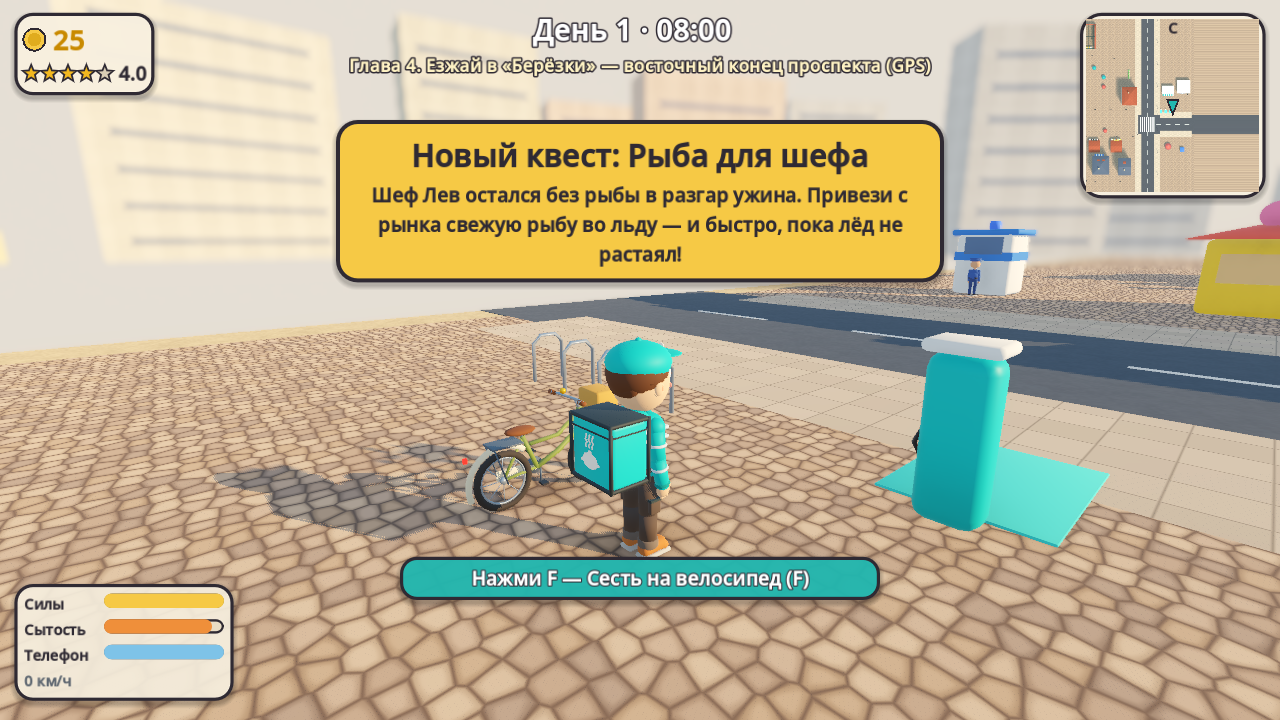 25
4.0
День 1 · 08:00
Глава 4. Езжай в «Берёзки» — восточный конец проспекта (GPS)
С
Новый квест: Рыба для шефа
Шеф Лев остался без рыбы в разгар ужина. Привези с
рынка свежую рыбу во льду — и быстро, пока лёд не
растаял!
Нажми F — Сесть на велосипед (F)
Силы
Сытость
Телефон
0 км/ч